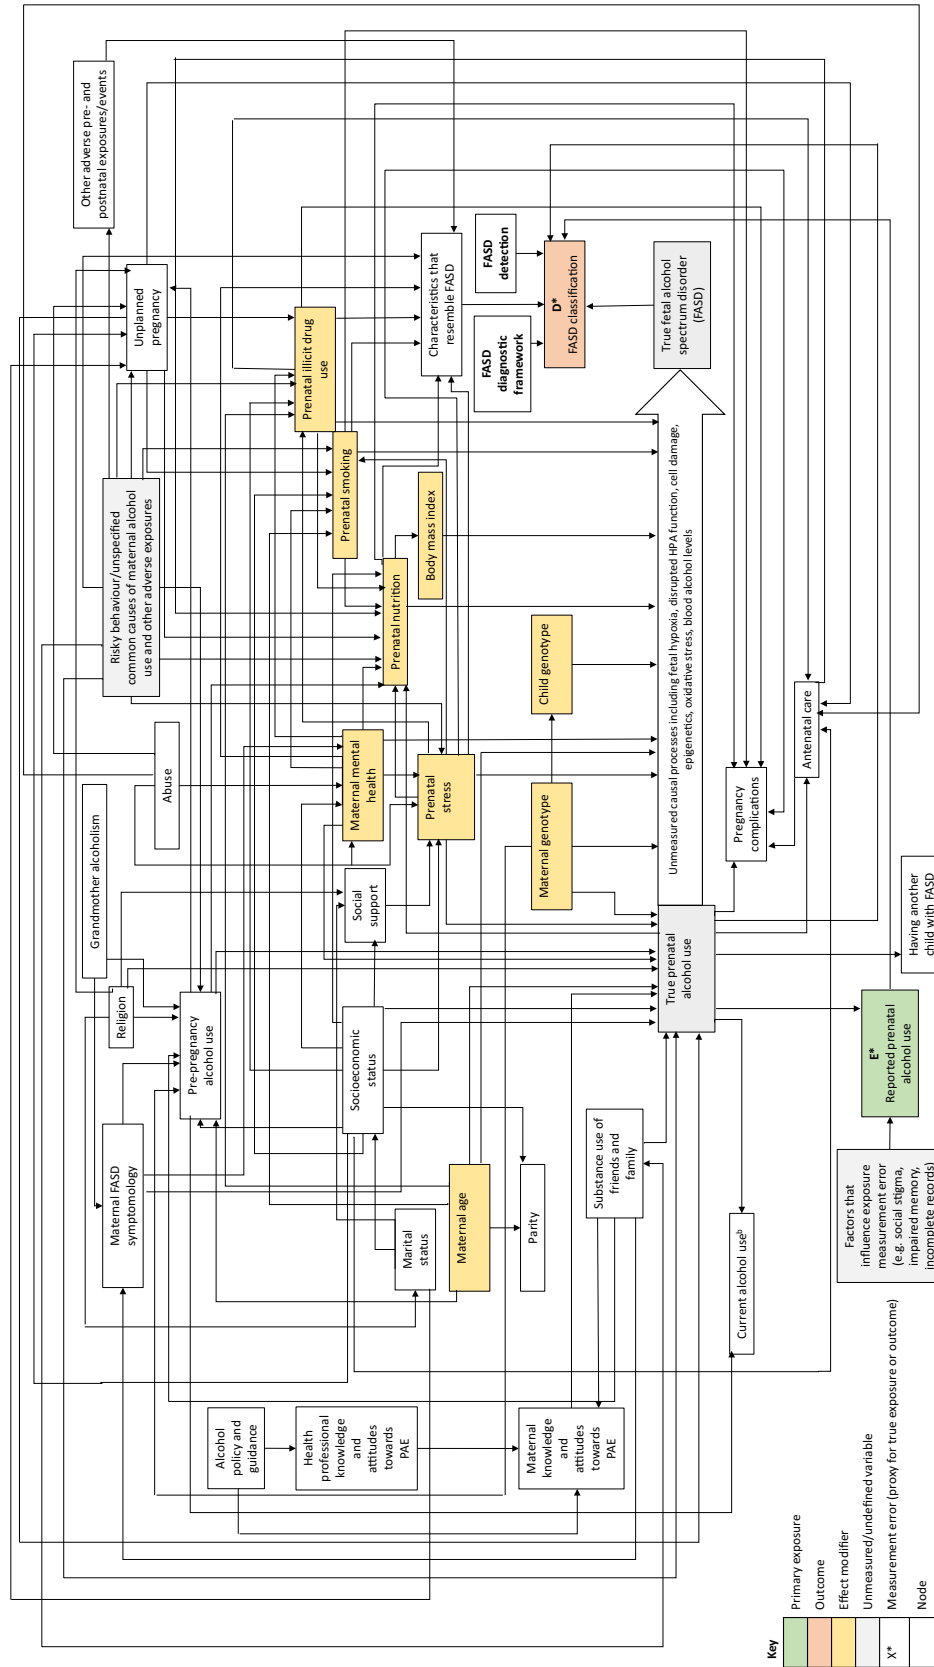 Other adverse pre- and
postnatal exposures/events
Unplanned
pregnancy
Risky behaviour/unspecified
common causes of maternal alcohol
use and other adverse exposures
Abuse
Grandmother alcoholism
Religion
Maternal FASD
symptomology
Pre-pregnancy
alcohol use
Prenatal illicit drug
use
Prenatal smoking
Prenatal nutrition
Body mass index
Maternal mental
health
Prenatal
stress
Social
support
Socioeconomic
status
Marital
status
Maternal age
Parity
Alcohol
policy and
guidance
Health
professional
knowledge
and
attitudes
towards
PAE
Maternal
knowledge
and
attitudes
towards
PAE
Substance use of
friends and
family
Maternal genotype
Child genotype
Characteristics that
resemble FASD
FASD
detection
FASD
diagnostic
framework
D*
FASD classification
True fetal alcohol
spectrum disorder
(FASD)
Unmeasured causal processes including fetal hypoxia, disrupted HPA function, cell damage,
epigenetics, oxidative stress, blood alcohol levels
True prenatal
alcohol use
Antenatal care
Pregnancy
complications
Having another
child with FASD
E*
Reported prenatal
alcohol use
Factors that
influence exposure
measurement error
(e.g. social stigma,
impaired memory,
incomplete records)
Current alcohol useᵇ
Key
Primary exposure
Outcome
Effect modifier
Unmeasured/undefined variable
X* Measurement error (proxy for true exposure or outcome)
Node